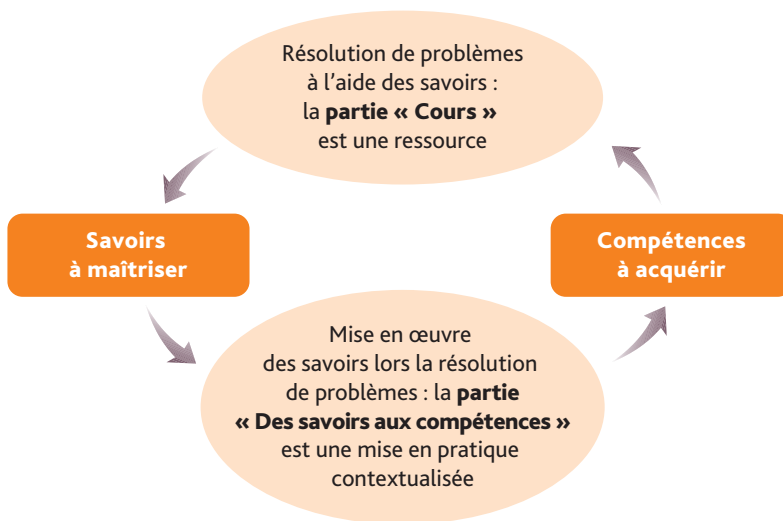 Résolution de problèmes
à l'aide des savoirs :
la partie « Cours »
est une ressource
Savoirs
à maîtriser
Compétences
à acquérir
Mise en œuvre
des savoirs lors la résolution
de problèmes : la partie
« Des savoirs aux compétences »
est une mise en pratique
contextualisée